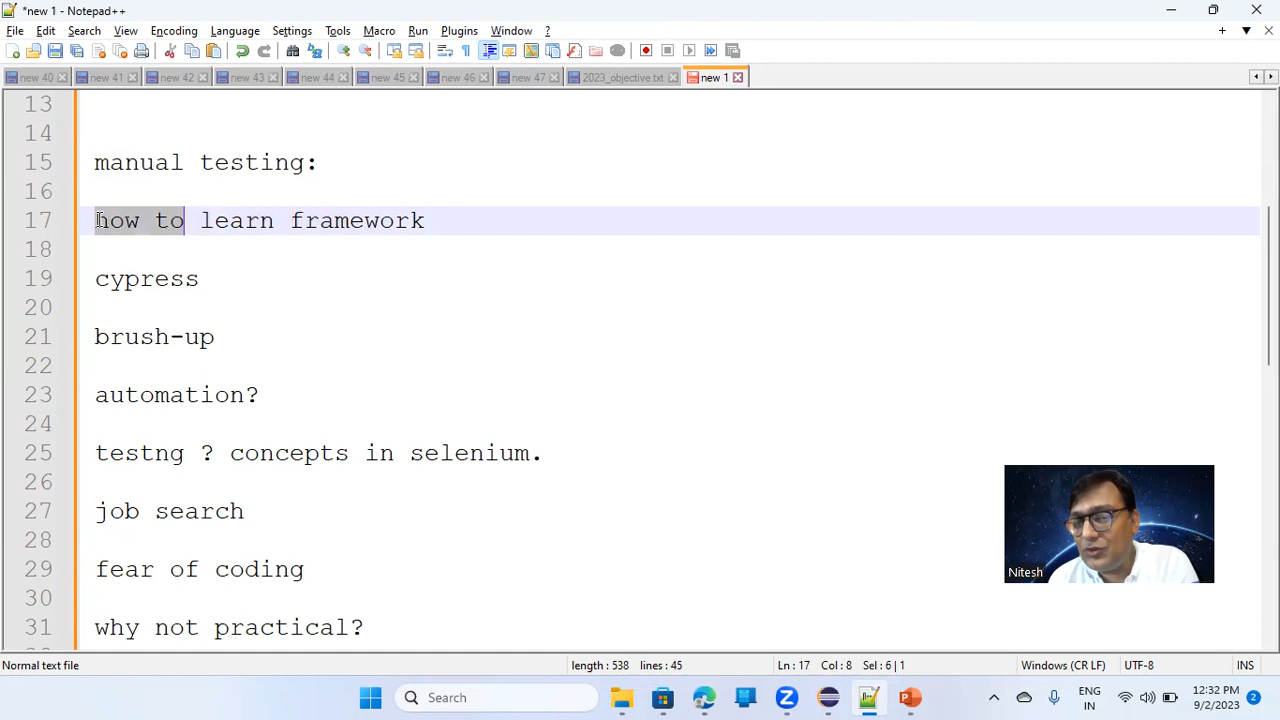 *new 1 - Notepad++
File Edit Search View Encoding Language Settings Tools Macro Run Plugins Window ?
new 40 new 41 new 42 new 43 new 44 new 45 new 46 new 47 2023_objective.txt new 1
13
14
15 manual testing:
16
17 how to learn framework
18
19 cypress
20
21 brush-up
22
23 automation?
24
25 testng ? concepts in selenium.
26
27 job search
28
29 fear of coding
30
31 why not practical?
Nitesh
Normal text file length : 538 lines : 45 Ln : 17 Col : 8 Sel : 6 | 1 Windows (CR LF) UTF-8 INS
Search
ENG
IN
12:32 PM
9/2/2023
2